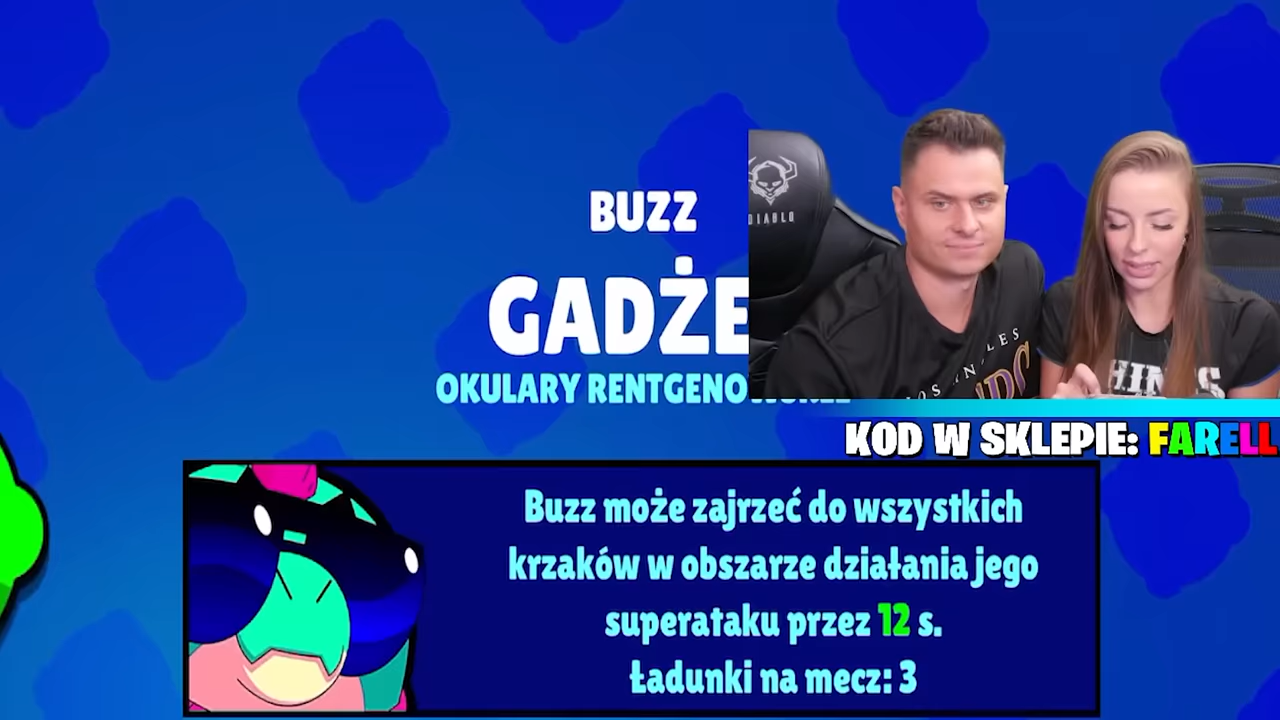 BUZZ
GADŻE
OKULARY
DIABLO
KOD W SKLEPIE: FARELL
Buzz może zajrzeć do wszystkich
krzaków w obszarze działania jego
superataku przez 12 s.
Ładunki na mecz: 3